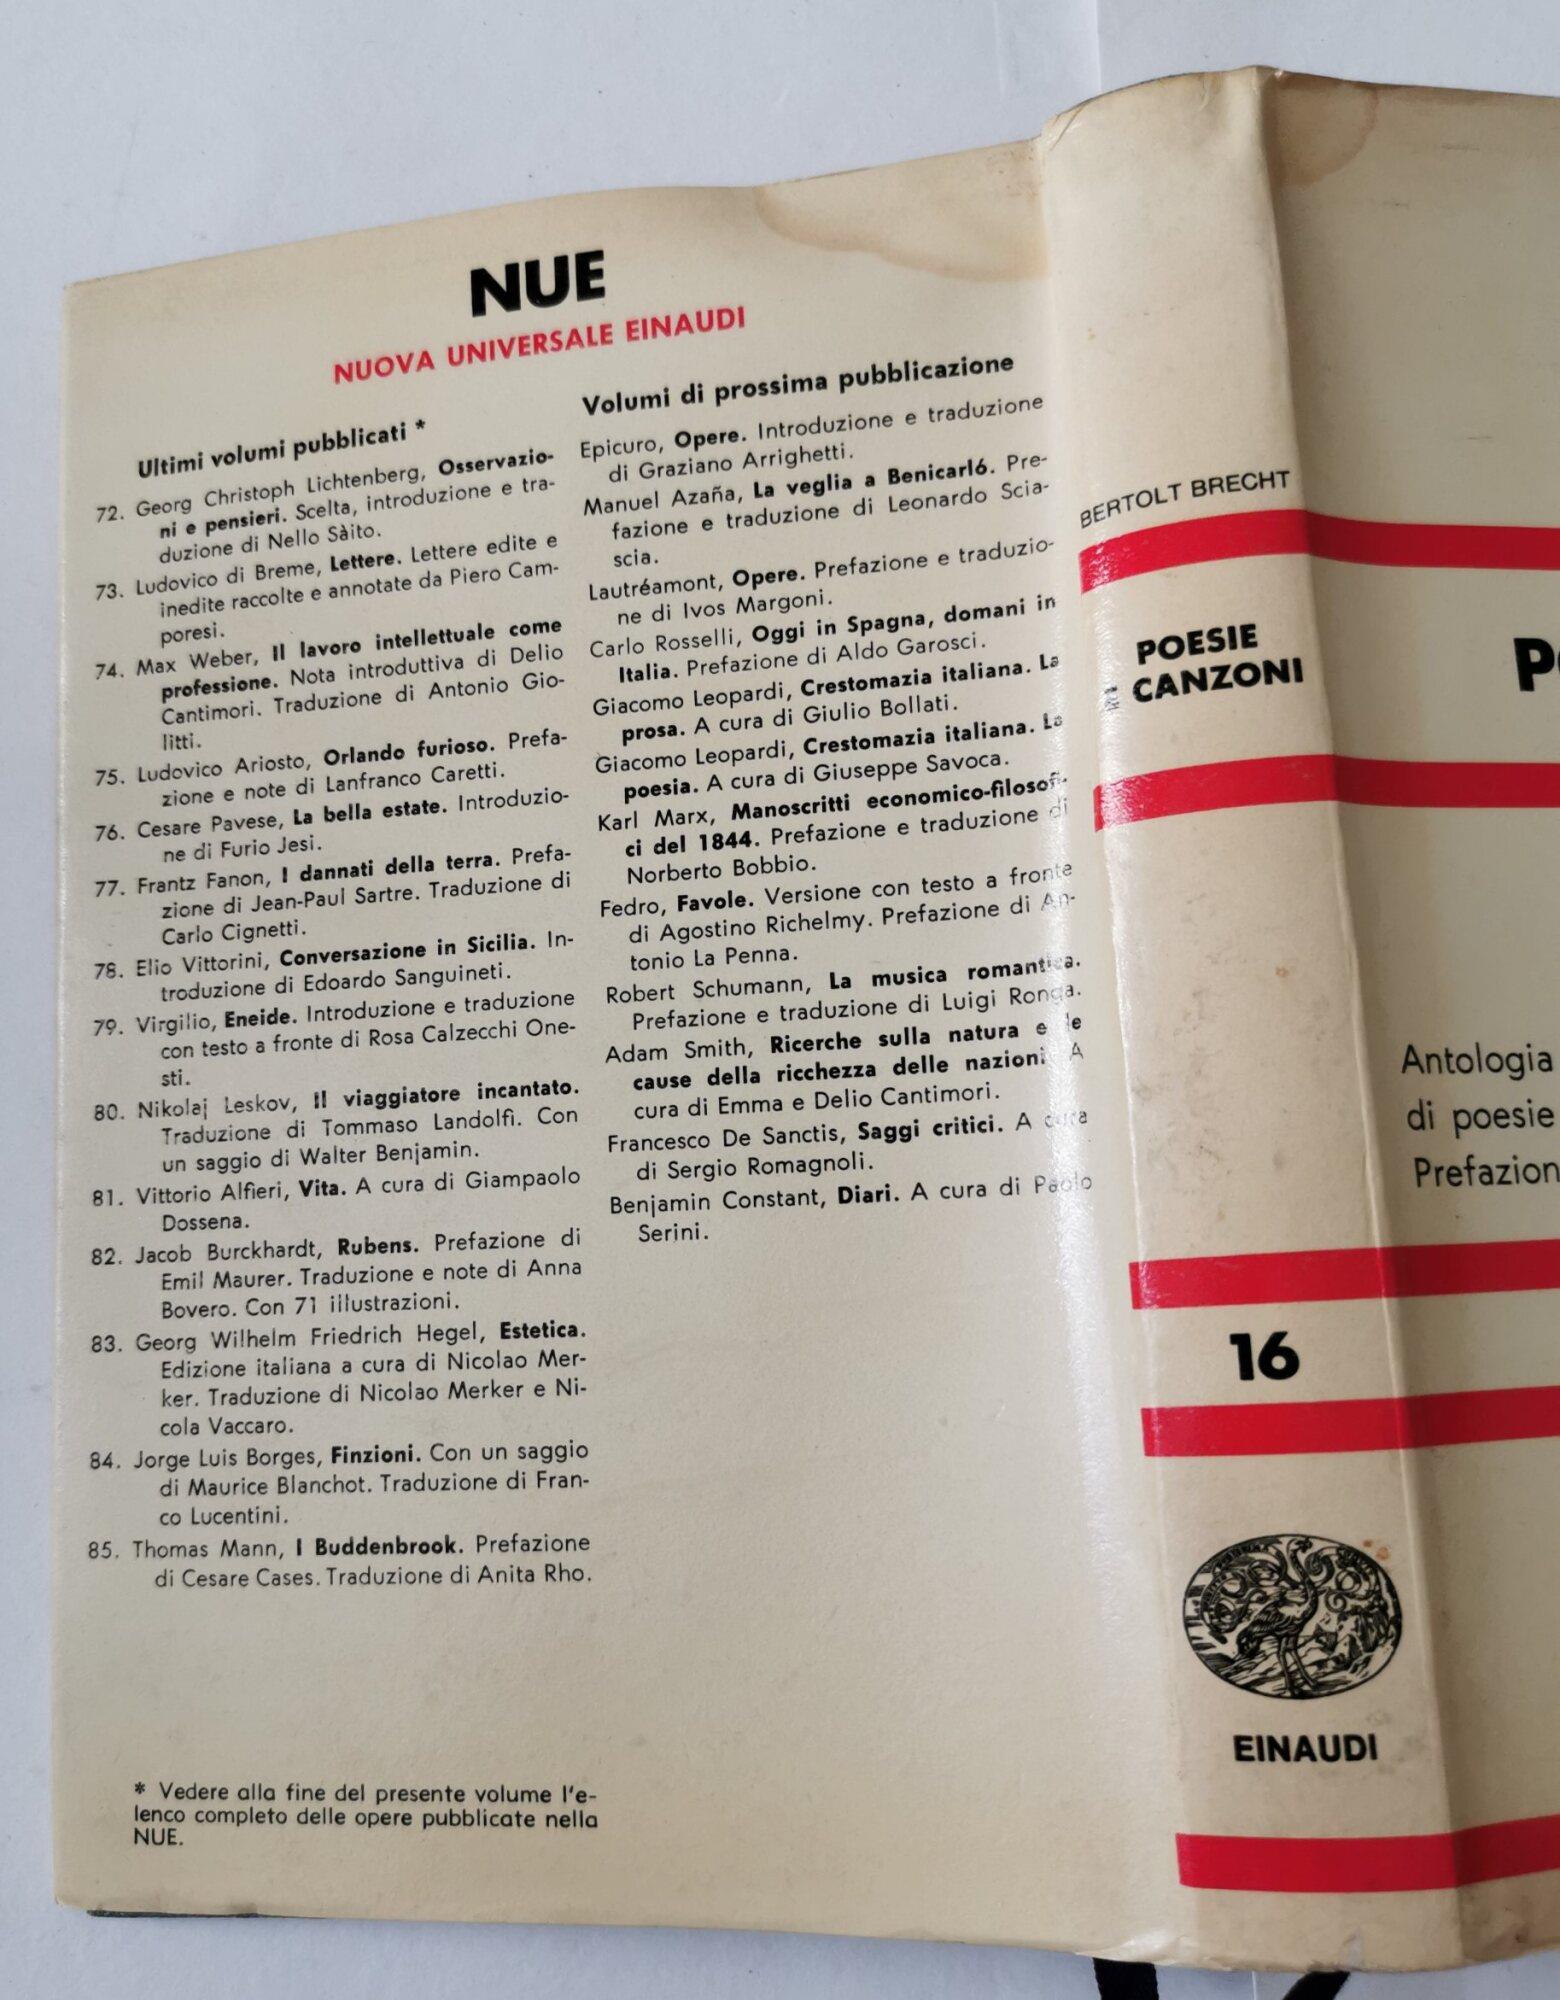 NUE
NUOVA UNIVERSALE EINAUDI
Ultimi volumi pubblicati *
72. Georg Christoph Lichtenberg, Osservazio-
ni e pensieri. Scelta, introduzione e tra-
duzione di Nello Sàito.
73. Ludovico di Breme, Lettere. Lettere edite e
inedite raccolte e annotate da Piero Cam-
poresi.
74. Max Weber, Il lavoro intellettuale come
professione. Nota introduttiva di Delio
Cantimori. Traduzione di Antonio Gio-
litti.
75. Ludovico Ariosto, Orlando furioso. Prefa-
zione e note di Lanfranco Caretti.
76. Cesare Pavese, La bella estate. Introduzio-
ne di Furio Jesi.
77. Frantz Fanon, I dannati della terra. Prefa-
zione di Jean-Paul Sartre. Traduzione di
Carlo Cignetti.
78. Elio Vittorini, Conversazione in Sicilia. In-
troduzione di Edoardo Sanguineti.
79. Virgilio, Eneide. Introduzione e traduzione
con testo a fronte di Rosa Calzecchi One-
sti.
80. Nikolaj Leskov, Il viaggiatore incantato.
Traduzione di Tommaso Landolfi. Con
un saggio di Walter Benjamin.
81. Vittorio Alfieri, Vita. A cura di Giampaolo
Dossena.
82. Jacob Burckhardt, Rubens. Prefazione di
Emil Maurer. Traduzione e note di Anna
Bovero. Con 71 illustrazioni.
83. Georg Wilhelm Friedrich Hegel, Estetica.
Edizione italiana a cura di Nicolao Mer-
ker. Traduzione di Nicolao Merker e Ni-
cola Vaccaro.
84. Jorge Luis Borges, Finzioni. Con un saggio
di Maurice Blanchot. Traduzione di Fran-
co Lucentini.
85. Thomas Mann, I Buddenbrook. Prefazione
di Cesare Cases. Traduzione di Anita Rho.
* Vedere alla fine del presente volume l'e-
lenco completo delle opere pubblicate nella
NUE.
Volumi di prossima pubblicazione
Epicuro, Opere. Introduzione e traduzione
di Graziano Arrighetti.
Manuel Azaña, La veglia a Benicarló. Pre-
fazione e traduzione di Leonardo Scia-
scia.
Lautréamont, Opere. Prefazione e traduzio-
ne di Ivos Margoni.
Carlo Rosselli, Oggi in Spagna, domani in
Italia. Prefazione di Aldo Garosci.
Giacomo Leopardi, Crestomazia italiana. La
prosa. A cura di Giulio Bollati.
Giacomo Leopardi, Crestomazia italiana. La
poesia. A cura di Giuseppe Savoca.
Karl Marx, Manoscritti economico-filosofi-
ci del 1844. Prefazione e traduzione di
Norberto Bobbio.
Fedro, Favole. Versione con testo a fronte
di Agostino Richelmy. Prefazione di An-
tonio La Penna.
Robert Schumann, La musica romantica.
Prefazione e traduzione di Luigi Ronga.
Adam Smith, Ricerche sulla natura e le
cause della ricchezza delle nazioni. A
cura di Emma e Delio Cantimori.
Francesco De Sanctis, Saggi critici. A cura
di Sergio Romagnoli.
Benjamin Constant, Diari. A cura di Paolo
Serini.
BERTOLT BRECHT
POESIE
E CANZONI
16
EINAUDI
Antologia
di poesie
Prefazion